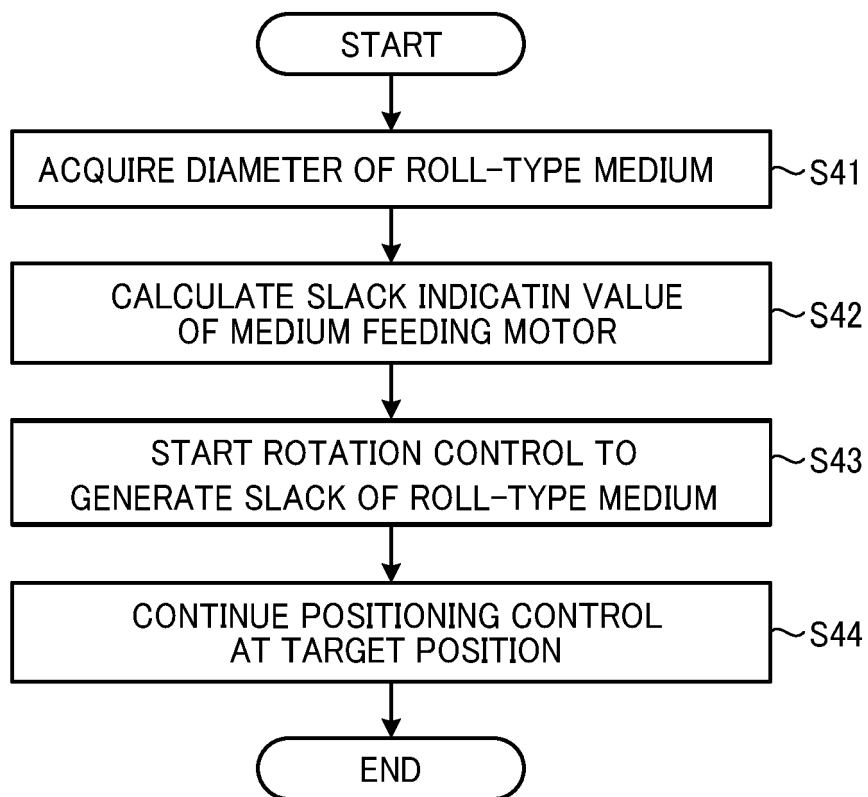 START
ACQUIRE DIAMETER OF ROLL-TYPE MEDIUM
S41
CALCULATE SLACK INDICATIN VALUE
OF MEDIUM FEEDING MOTOR
S42
START ROTATION CONTROL TO
GENERATE SLACK OF ROLL-TYPE MEDIUM
S43
CONTINUE POSITIONING CONTROL
AT TARGET POSITION
S44
END